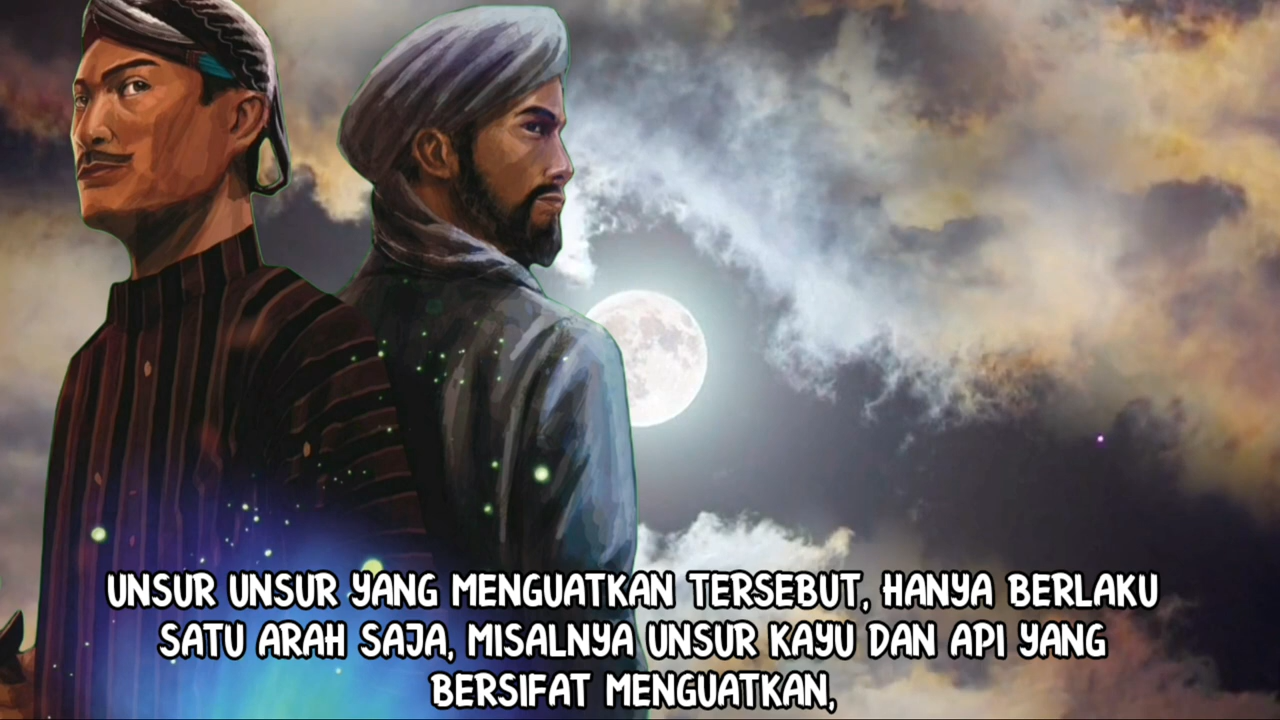 UNSUR UNSUR YANG MENGUATKAN TERSEBUT, HANYA BERLAKU
SATU ARAH SAJA, MISALNYA UNSUR KAYU DAN API YANG
BERSIFAT MENGUATKAN,